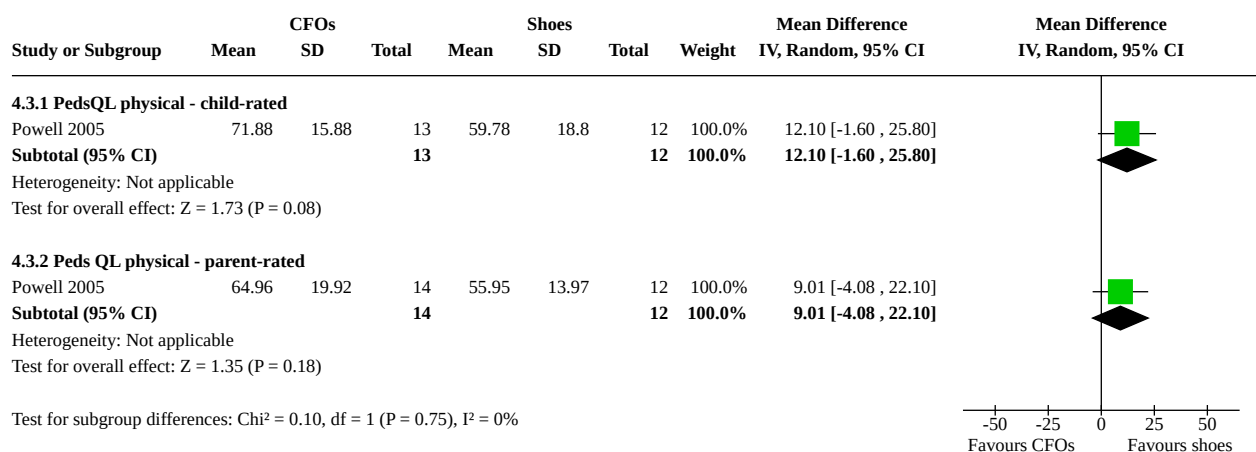 CFOs Shoes Mean Difference Mean Difference
Study or Subgroup Mean SD Total Mean SD Total Weight IV, Random, 95% CI IV, Random, 95% CI
4.3.1 PedsQL physical - child-rated
Powell 2005 71.88 15.88 13 59.78 18.8 12 100.0% 12.10 [-1.60 , 25.80]
Subtotal (95% CI) 13 12 100.0% 12.10 [-1.60 , 25.80]
Heterogeneity: Not applicable
Test for overall effect: Z = 1.73 (P = 0.08)
4.3.2 Peds QL physical - parent-rated
Powell 2005 64.96 19.92 14 55.95 13.97 12 100.0% 9.01 [-4.08 , 22.10]
Subtotal (95% CI) 14 12 100.0% 9.01 [-4.08 , 22.10]
Heterogeneity: Not applicable
Test for overall effect: Z = 1.35 (P = 0.18)
Test for subgroup differences: Chi² = 0.10, df = 1 (P = 0.75), I² = 0%
-50 -25 0 25 50
Favours CFOs Favours shoes